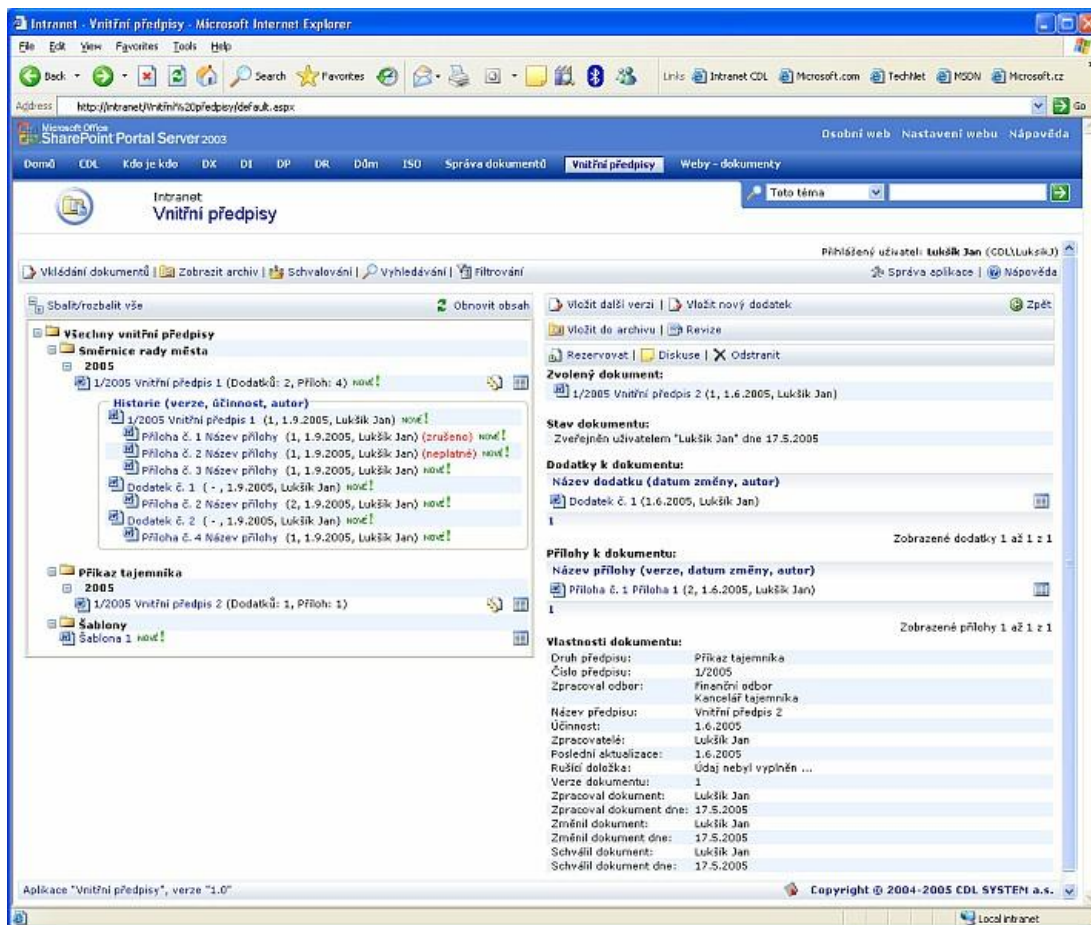 Intranet - Vnitřní předpisy - Microsoft Internet Explorer
File Edit View Favorites Tools Help
Back Search Favorites Links Intranet CDL Microsoft.com TechNet MSDN Microsoft.cz
Address http://intranet/Vnitřní%20předpisy/default.aspx Go
Microsoft Office
SharePoint Portal Server 2003
Osobní web Nastavení webu Nápověda
Domů CDL Kdo je kdo DX DI DP DR Dům ISO Správa dokumentů Vnitřní předpisy Weby - dokumenty
Intranet
Vnitřní předpisy
Toto téma
Přihlášený uživatel: Lukšík Jan (CDL\LuksikJ)
Vkládání dokumentů | Zobrazit archiv | Schvalování | Vyhledávání | Filtrování
Správa aplikace | Nápověda
Sbalit/rozbalit vše Obnovit obsah
Všechny vnitřní předpisy
Směrnice rady města
2005
1/2005 Vnitřní předpis 1 (Dodatků: 2, Příloh: 4) NOVÉ!
Historie (verze, účinnost, autor)
1/2005 Vnitřní předpis 1 (1, 1.9.2005, Lukšík Jan) NOVÉ!
Příloha č. 1 Název přílohy (1, 1.9.2005, Lukšík Jan) (zrušeno) NOVÉ!
Příloha č. 2 Název přílohy (1, 1.9.2005, Lukšík Jan) (neplatné) NOVÉ!
Příloha č. 3 Název přílohy (1, 1.9.2005, Lukšík Jan) NOVÉ!
Dodatek č. 1 ( - , 1.9.2005, Lukšík Jan) NOVÉ!
Příloha č. 2 Název přílohy (2, 1.9.2005, Lukšík Jan) NOVÉ!
Dodatek č. 2 ( - , 1.9.2005, Lukšík Jan) NOVÉ!
Příloha č. 4 Název přílohy (1, 1.9.2005, Lukšík Jan) NOVÉ!
Příkaz tajemníka
2005
1/2005 Vnitřní předpis 2 (Dodatků: 1, Příloh: 1)
Šablony
Šablona 1 NOVÉ!
Vložit další verzi | Vložit nový dodatek Zpět
Vložit do archivu | Revize
Rezervovat | Diskuse | Odstranit
Zvolený dokument:
1/2005 Vnitřní předpis 2 (1, 1.6.2005, Lukšík Jan)
Stav dokumentu:
Zveřejněn uživatelem "Lukšík Jan" dne 17.5.2005
Dodatky k dokumentu:
Název dodatku (datum změny, autor)
Dodatek č. 1 (1.6.2005, Lukšík Jan)
1
Zobrazené dodatky 1 až 1 z 1
Přílohy k dokumentu:
Název přílohy (verze, datum změny, autor)
Příloha č. 1 Příloha 1 (2, 1.6.2005, Lukšík Jan)
1
Zobrazené přílohy 1 až 1 z 1
Vlastnosti dokumentu:
Druh předpisu: Příkaz tajemníka
Číslo předpisu: 1/2005
Zpracoval odbor: Finanční odbor
Kancelář tajemníka
Název předpisu: Vnitřní předpis 2
Účinnost: 1.6.2005
Zpracovatelé: Lukšík Jan
Poslední aktualizace: 1.6.2005
Rušící doložka: Údaj nebyl vyplněn ...
Verze dokumentu: 1
Zpracoval dokument: Lukšík Jan
Zpracoval dokument dne: 17.5.2005
Změnil dokument: Lukšík Jan
Změnil dokument dne: 17.5.2005
Schválil dokument: Lukšík Jan
Schválil dokument dne: 17.5.2005
Aplikace "Vnitřní předpisy", verze "1.0"
Copyright © 2004-2005 CDL SYSTEM a.s.
Local intranet